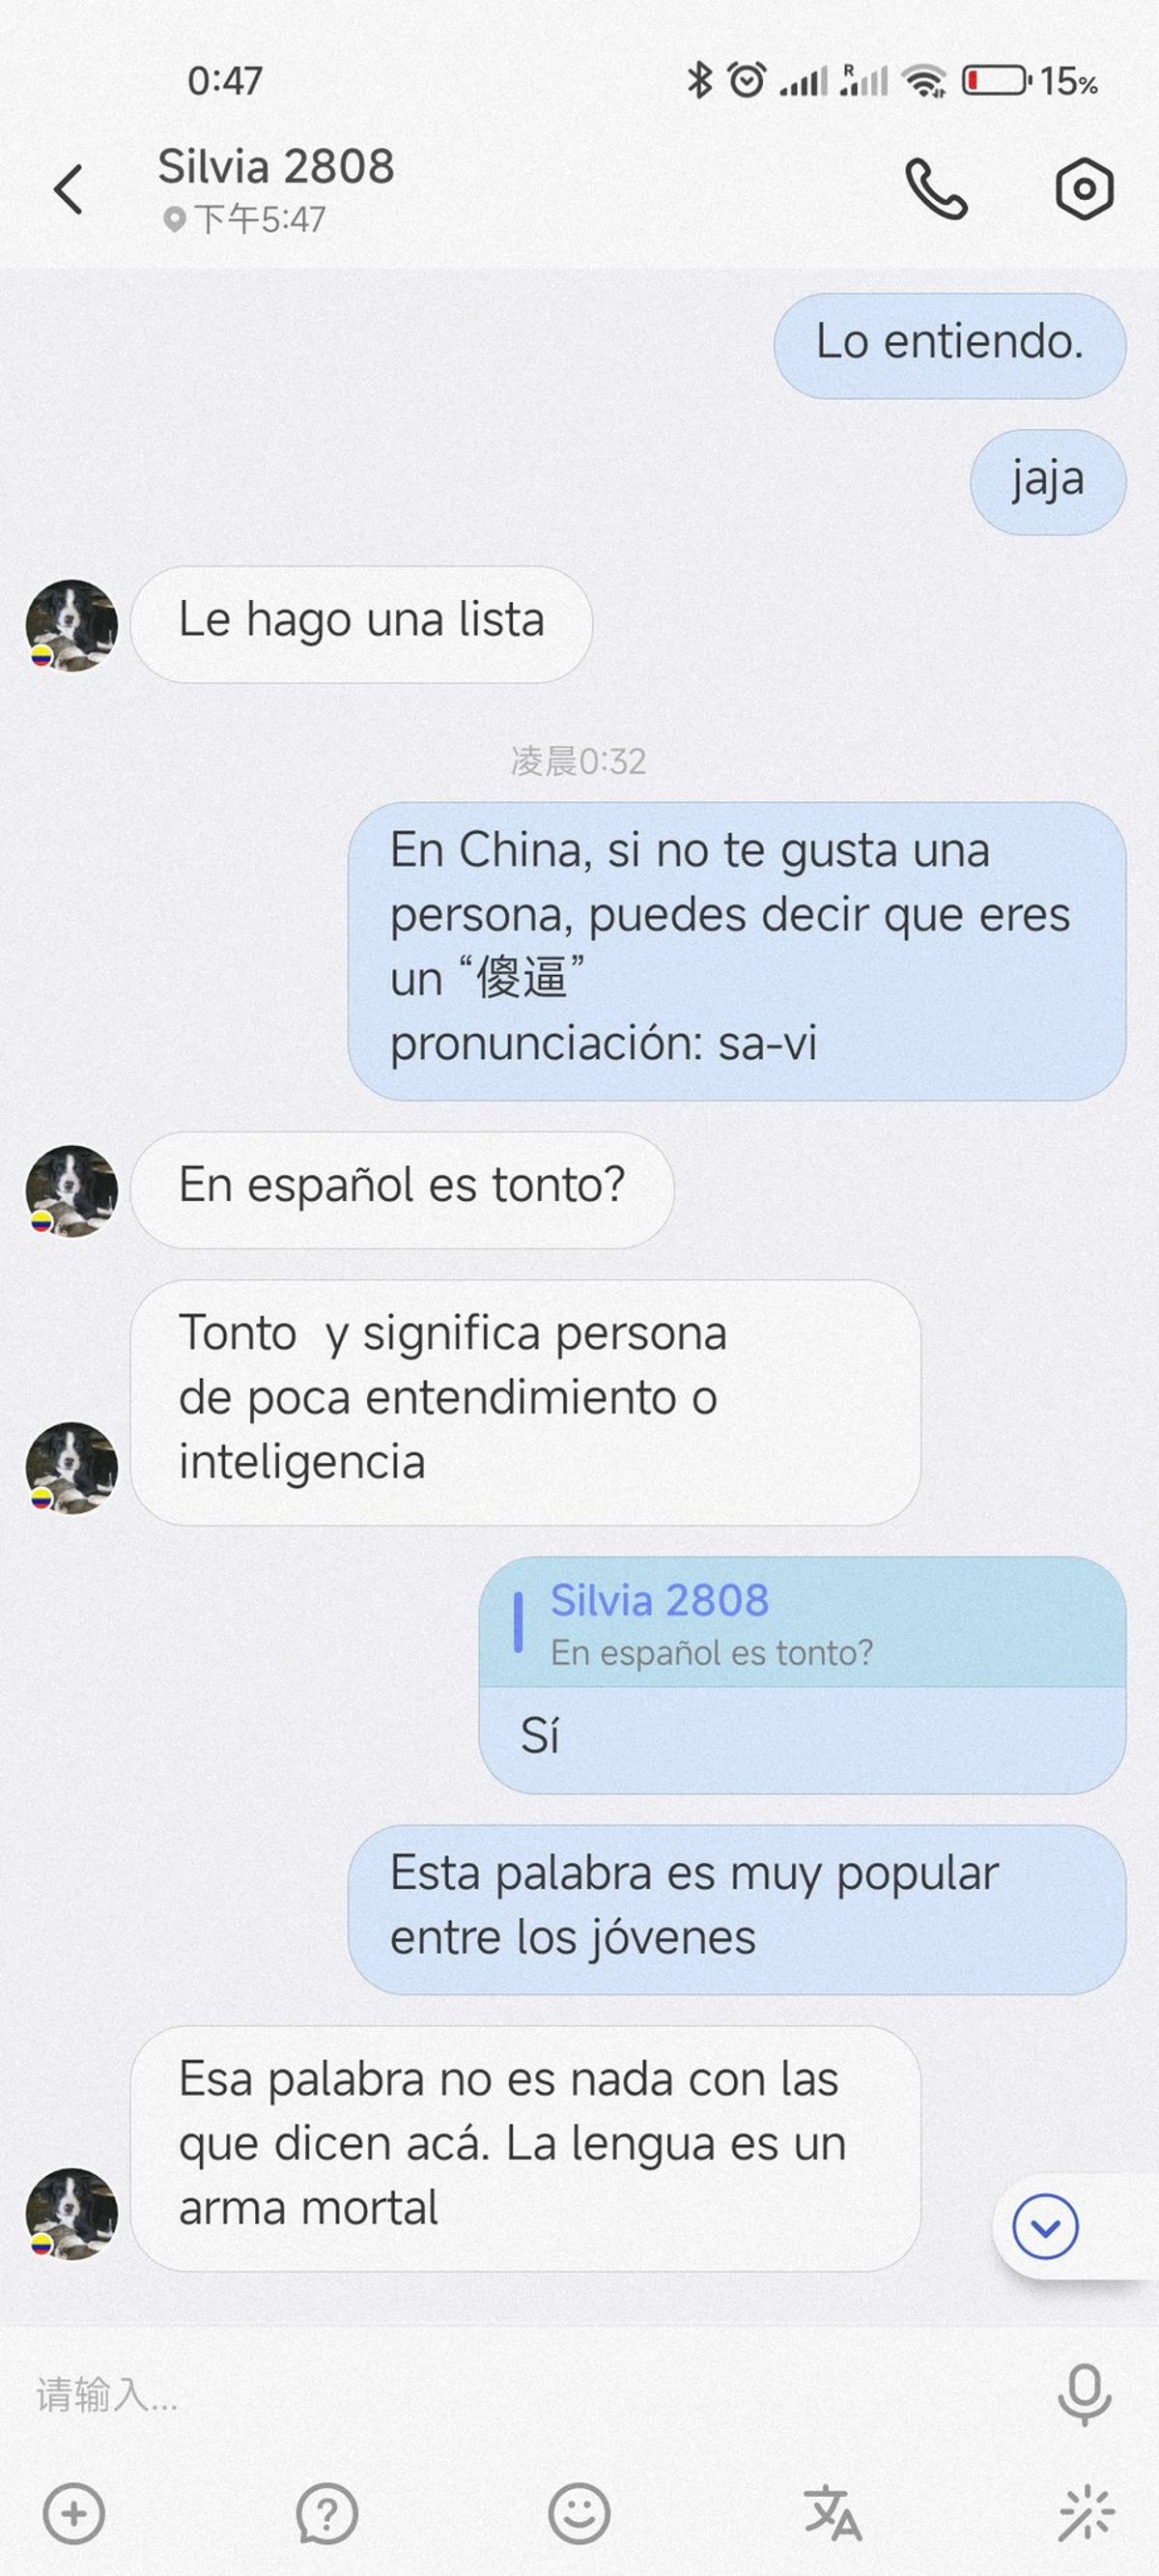 0:47
R
15%
Silvia 2808
下午5:47
Lo entiendo.
jaja
Le hago una lista
凌晨0:32
En China, si no te gusta una
persona, puedes decir que eres
un “傻逼”
pronunciación: sa-vi
En español es tonto?
Tonto  y significa persona
de poca entendimiento o
inteligencia
Silvia 2808
En español es tonto?
Sí
Esta palabra es muy popular
entre los jóvenes
Esa palabra no es nada con las
que dicen acá. La lengua es un
arma mortal
请输入...